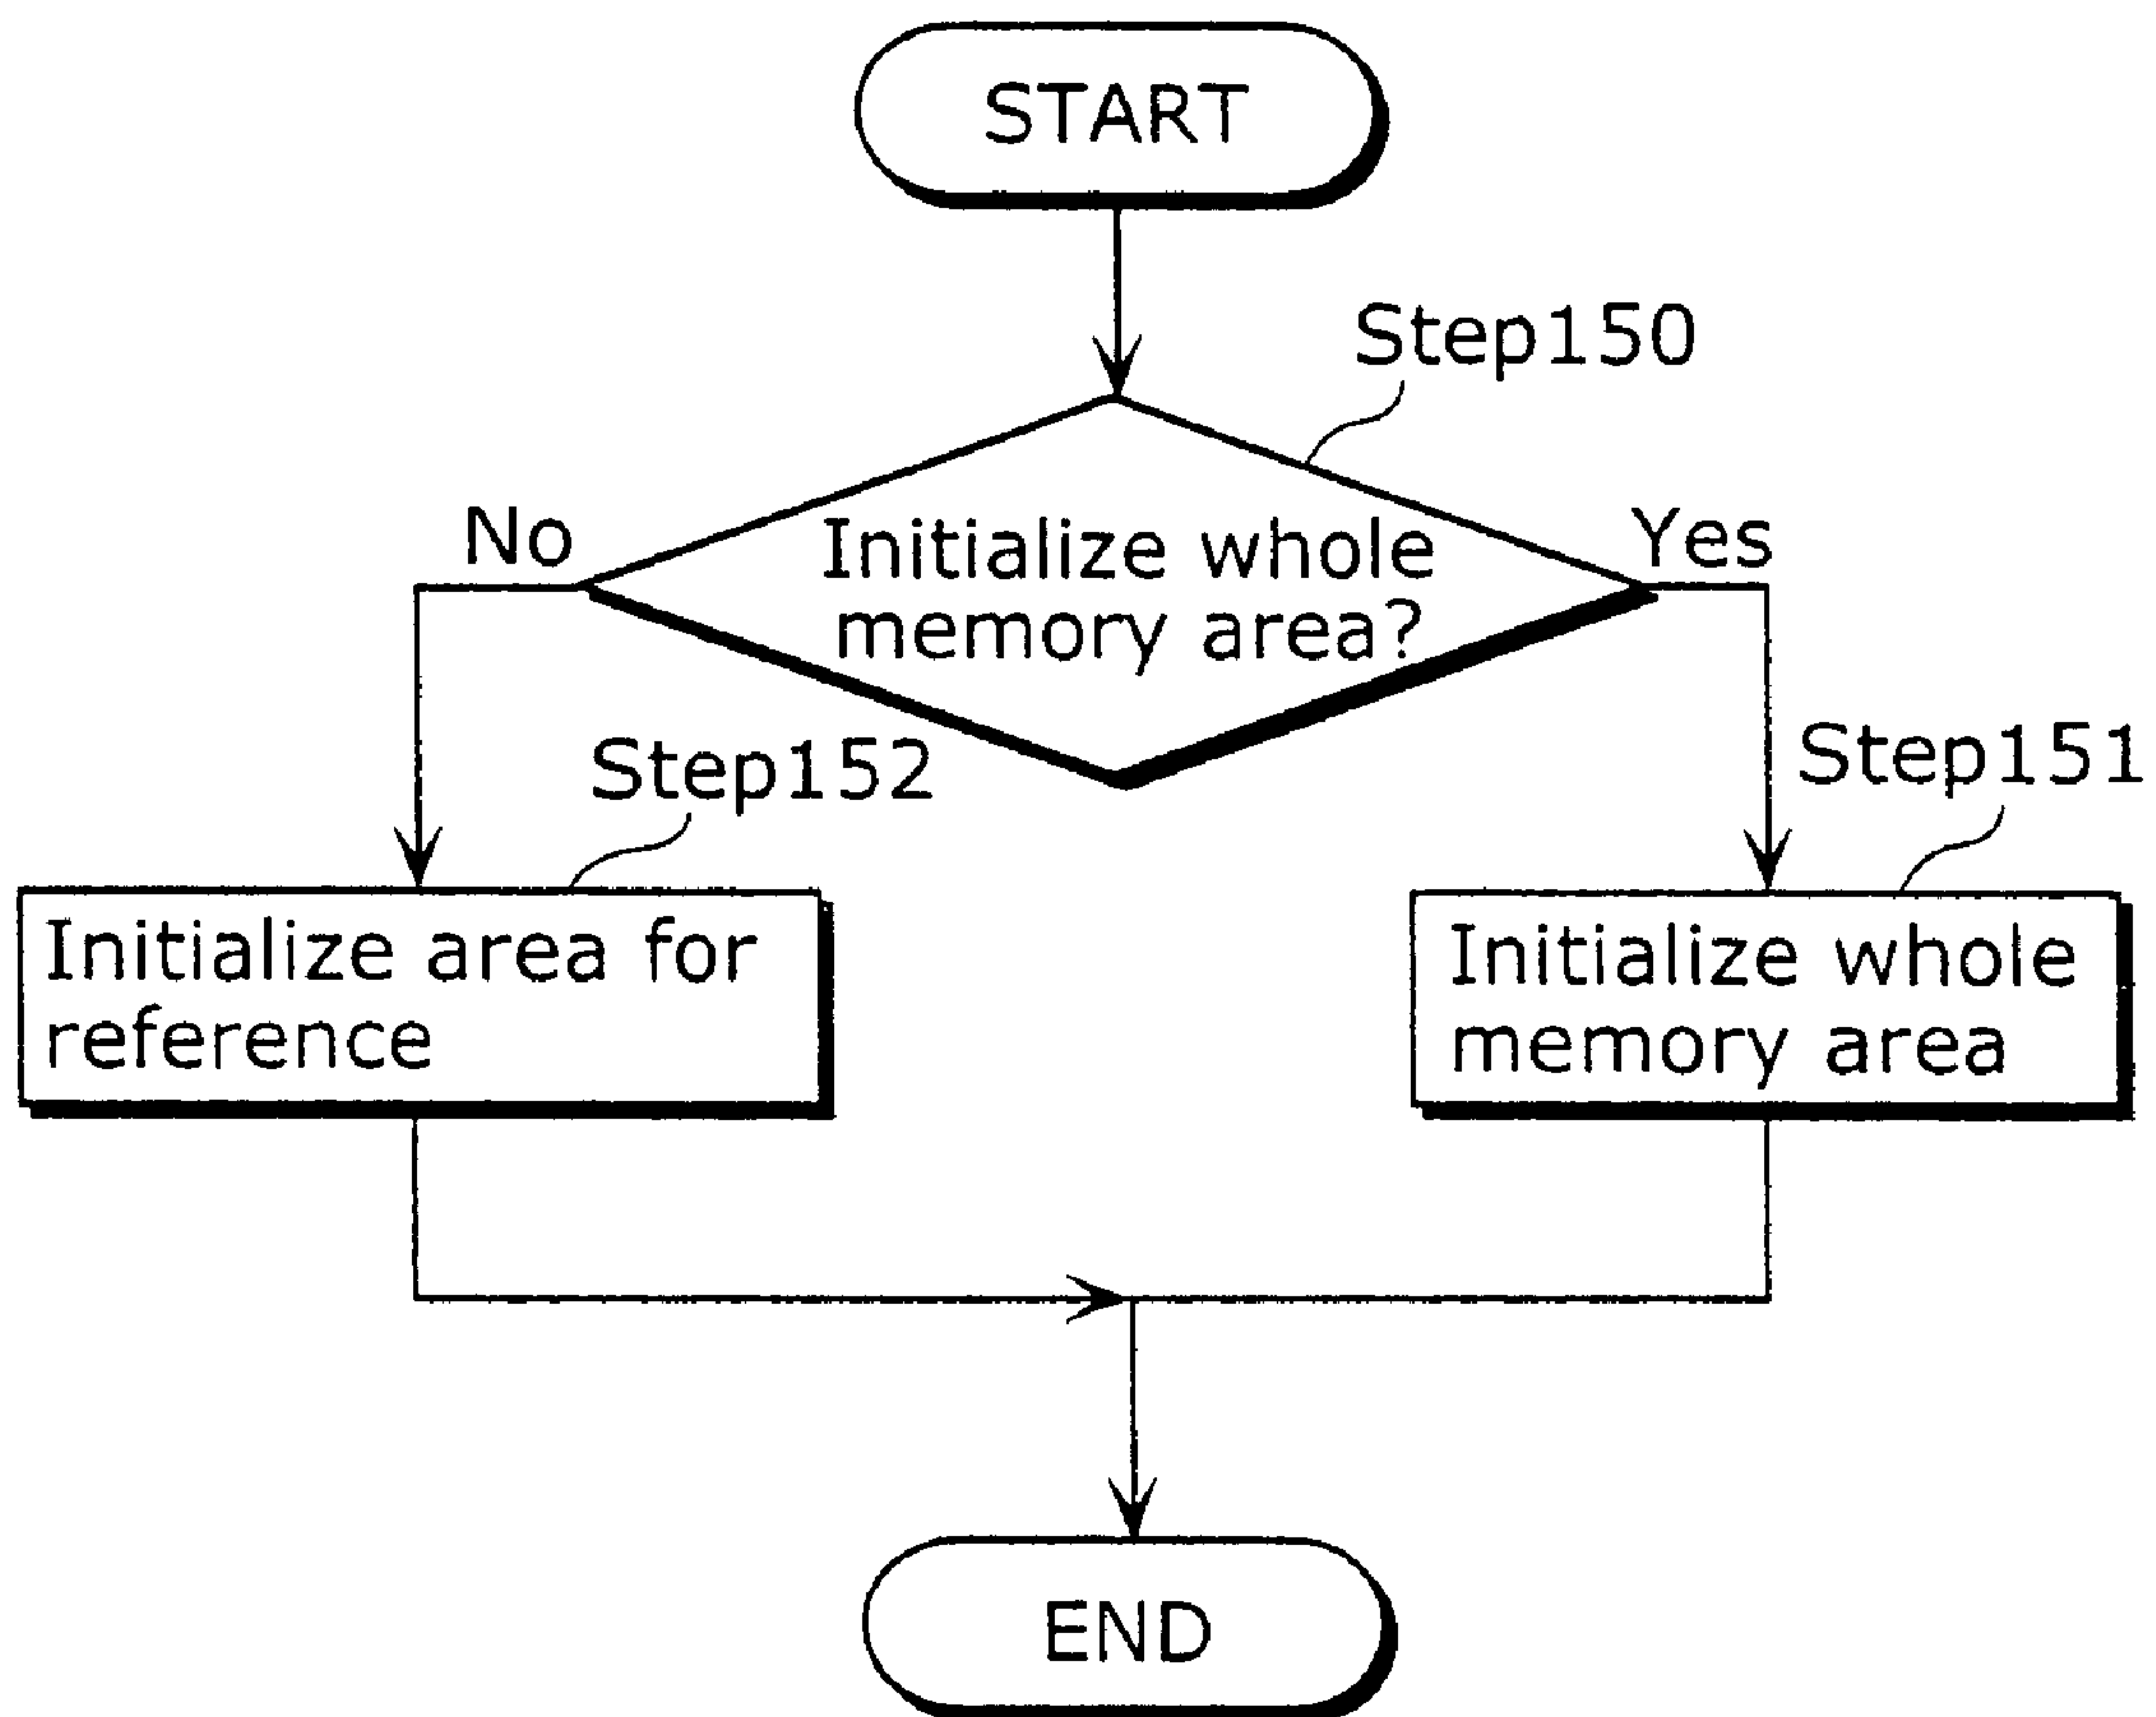 START
Step150
No
Yes
Initialize whole
memory area?
Step152
Step151
Initialize area for
reference
Initialize whole
memory area
END